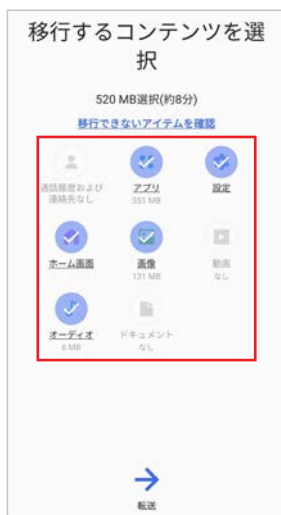 移行するコンテンツを選
択
520 MB選択(約8分)
移行できないアイテムを確認
通話履歴および
連絡先なし
アプリ
351 MB
設定
ホーム画面
画像
131 MB
動画
なし
オーディオ
6 MB
ドキュメント
なし
転送